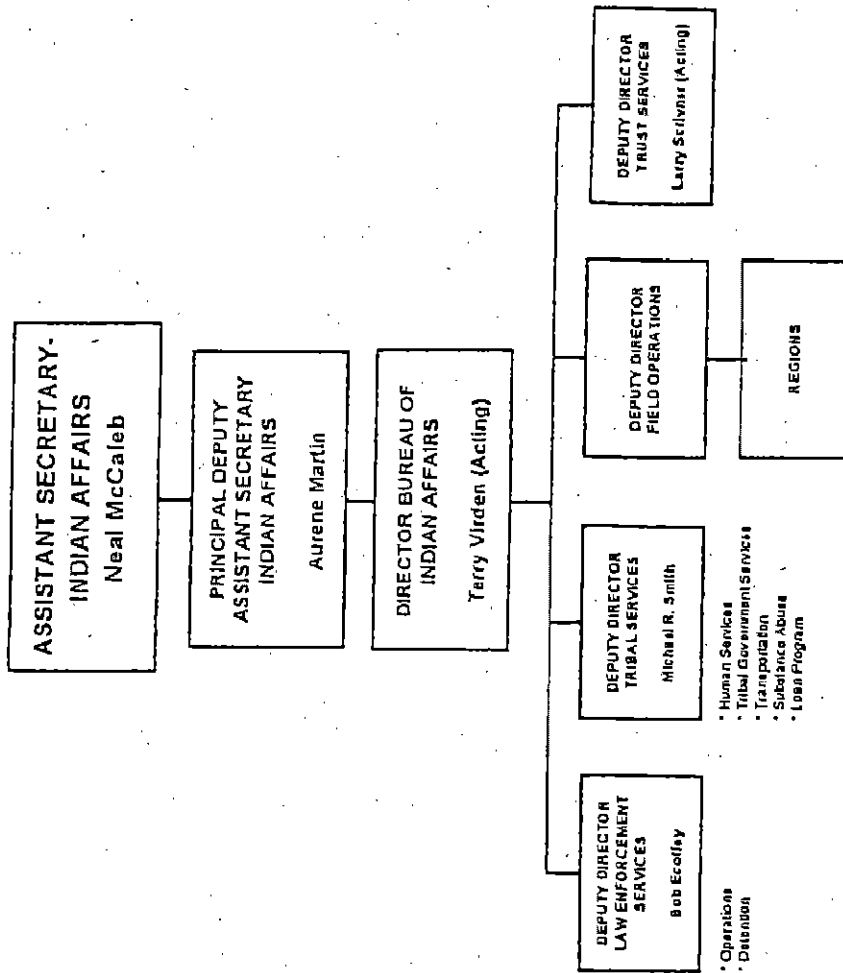 ASSISTANT SECRETARY-
INDIAN AFFAIRS
Neal McCaleb
PRINCIPAL DEPUTY
ASSISTANT SECRETARY
INDIAN AFFAIRS
Aurene Martin
DIRECTOR BUREAU OF
INDIAN AFFAIRS
Terry Virden (Acting)
DEPUTY DIRECTOR
LAW ENFORCEMENT
SERVICES
Bob Ecoffey
* Operations
* Detention
DEPUTY DIRECTOR
TRIBAL SERVICES
Michael R. Smith
* Human Services
* Tribal Government Services
* Transportation
* Substance Abuse
* Loan Program
DEPUTY DIRECTOR
FIELD OPERATIONS
REGIONS
DEPUTY DIRECTOR
TRUST SERVICES
Larry Scrivner (Acting)